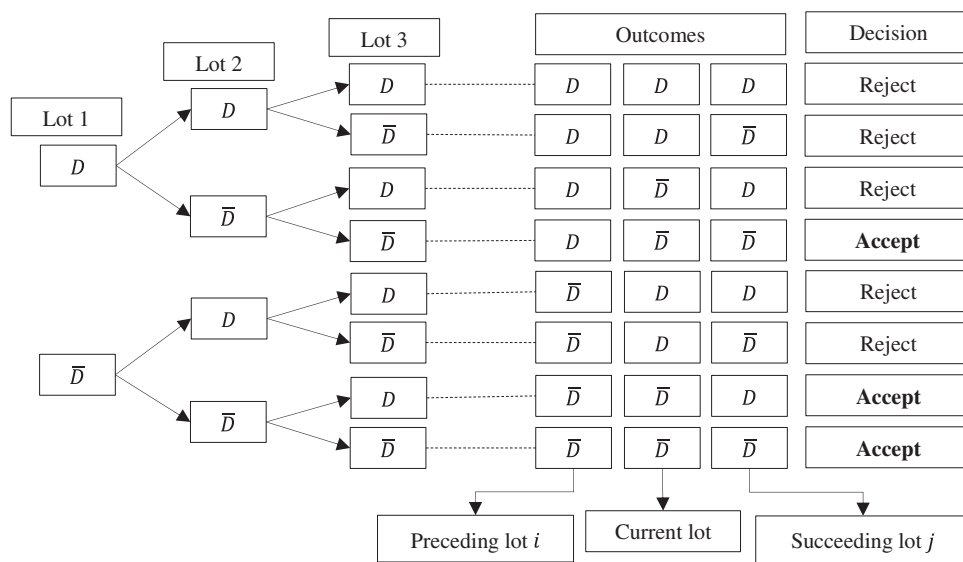 Lot 1
Lot 2
Lot 3
Outcomes
Decision
D
D̅
D
D̅
D
D̅
D
D̅
D
D̅
D
D̅
D
D̅
D D D Reject
D D D̅ Reject
D D̅ D Reject
D D̅ D̅ Accept
D̅ D D Reject
D̅ D D̅ Reject
D̅ D̅ D Accept
D̅ D̅ D̅ Accept
Preceding lot i
Current lot
Succeeding lot j